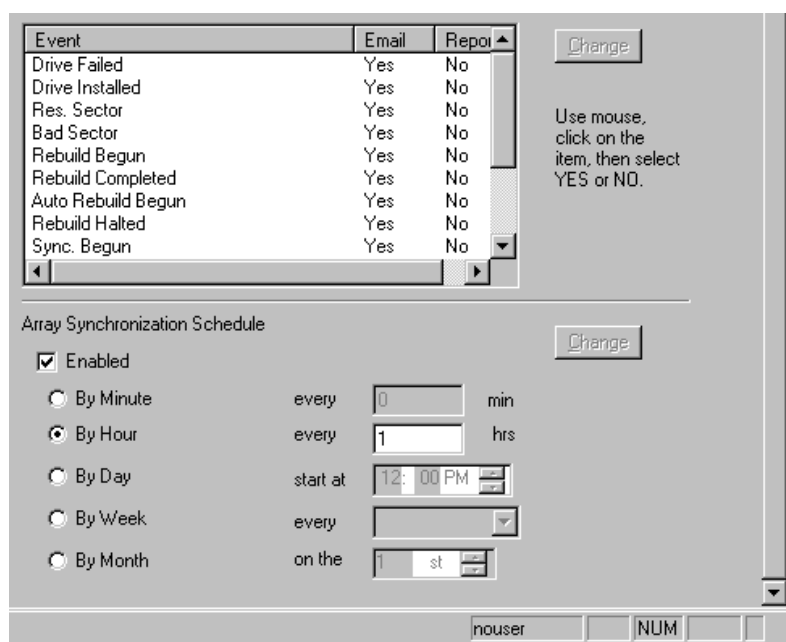 Event Email Repor
Drive Failed Yes No
Drive Installed Yes No
Res. Sector Yes No
Bad Sector Yes No
Rebuild Begun Yes No
Rebuild Completed Yes No
Auto Rebuild Begun Yes No
Rebuild Halted Yes No
Sync. Begun Yes No
Change
Use mouse,
click on the
item, then select
YES or NO.
Array Synchronization Schedule
Change
Enabled
By Minute every 0 min
By Hour every 1 hrs
By Day start at 12: 00 PM
By Week every
By Month on the 1 st
nouser NUM